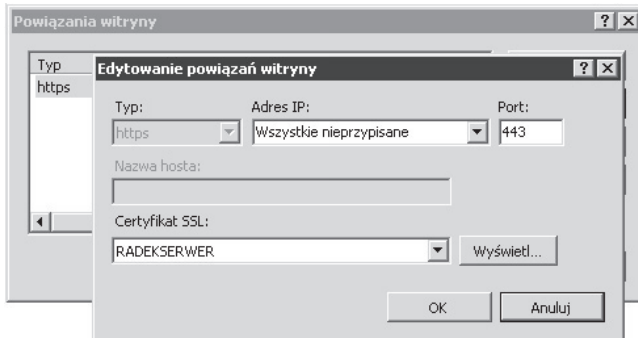 Powiązania witryny
Typ
https
Edytowanie powiązań witryny
Typ: Adres IP: Port:
https Wszystkie nieprzypisane 443
Nazwa hosta:
Certyfikat SSL:
RADEKSERWER Wyświetl...
OK Anuluj